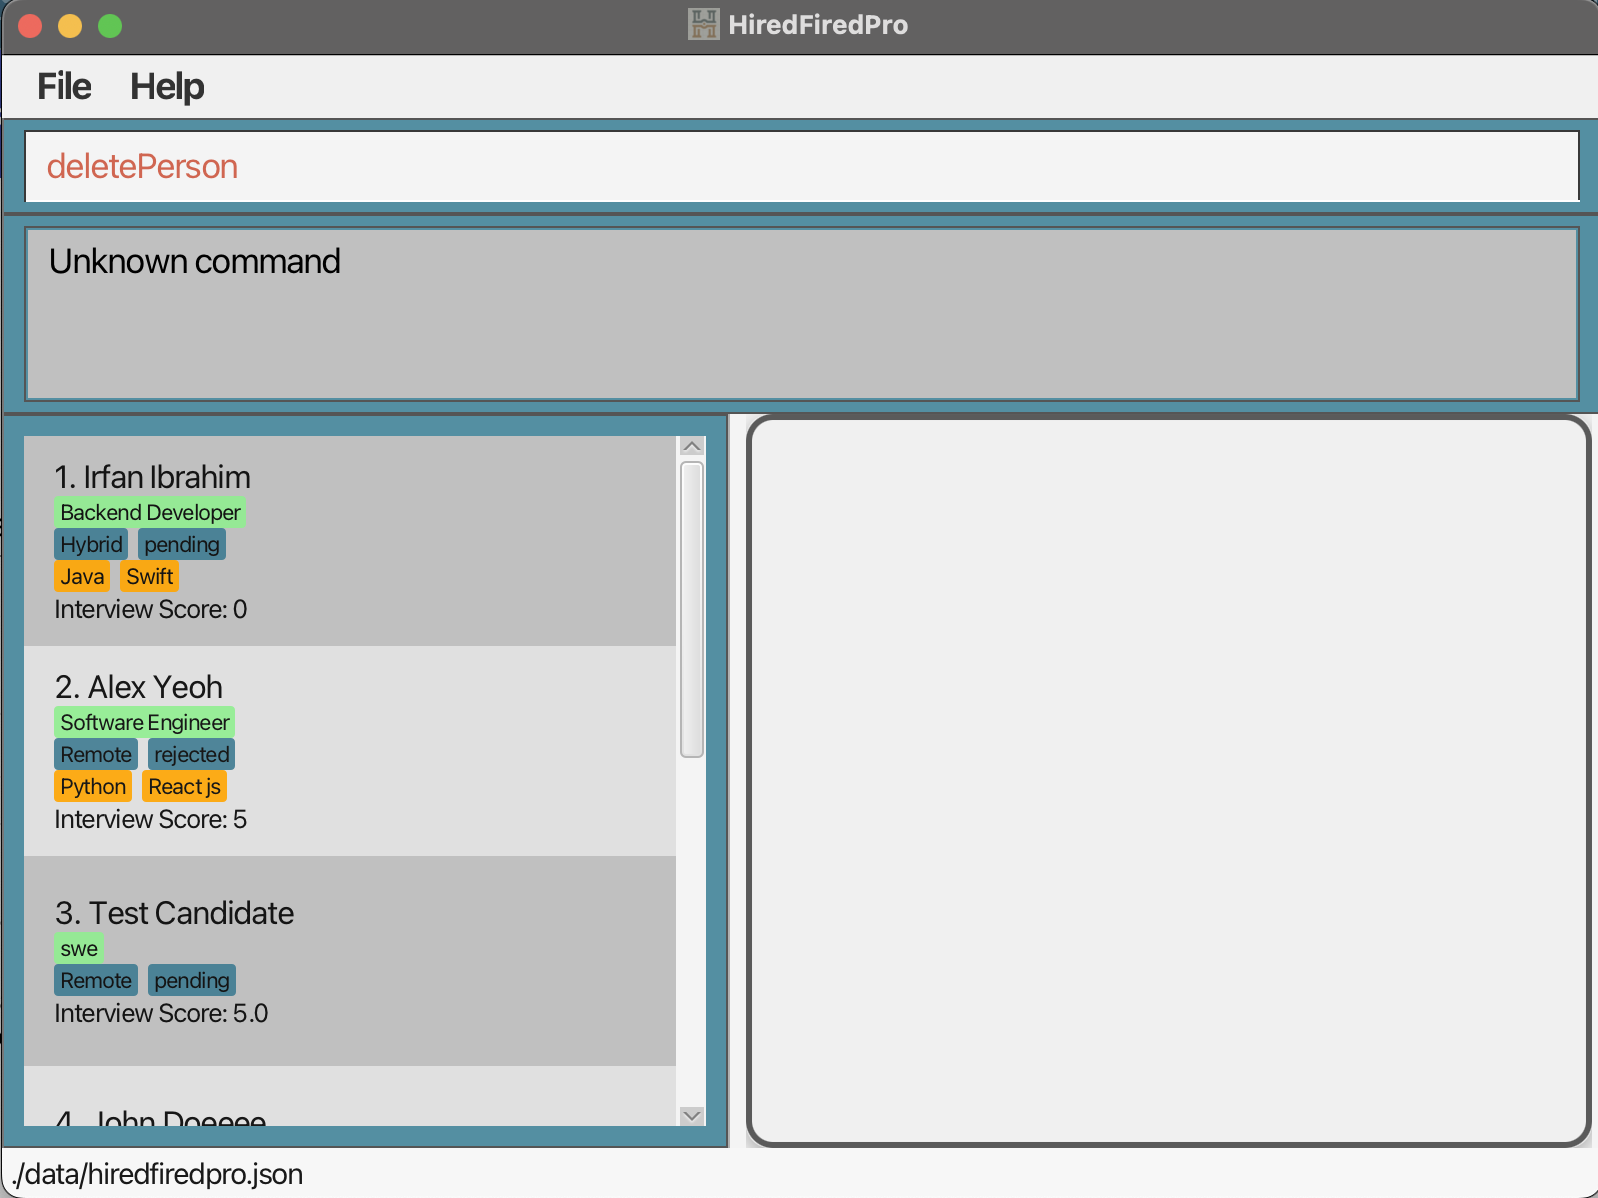 HiredFiredPro
File Help
deletePerson
Unknown command
1. Irfan Ibrahim
Backend Developer
Hybrid pending
Java Swift
Interview Score: 0
2. Alex Yeoh
Software Engineer
Remote rejected
Python React js
Interview Score: 5
3. Test Candidate
swe
Remote pending
Interview Score: 5.0
4. John Doeeee
./data/hiredfiredpro.json